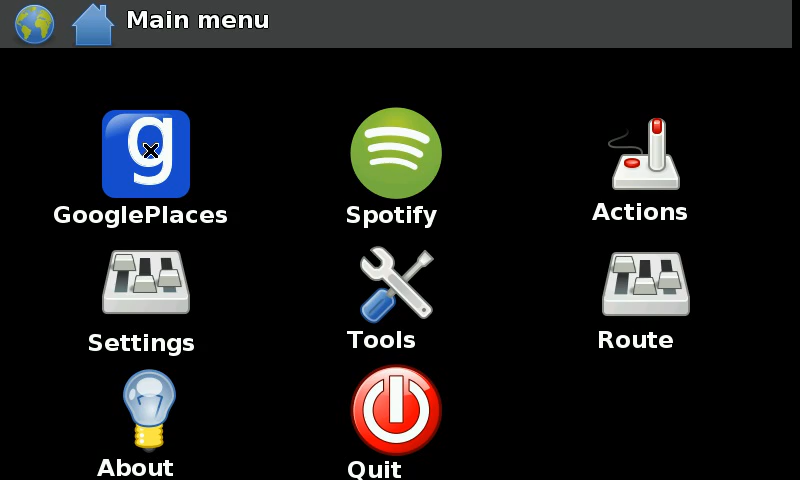 Main menu
g
GooglePlaces
Spotify
Actions
Settings
Tools
Route
About
Quit